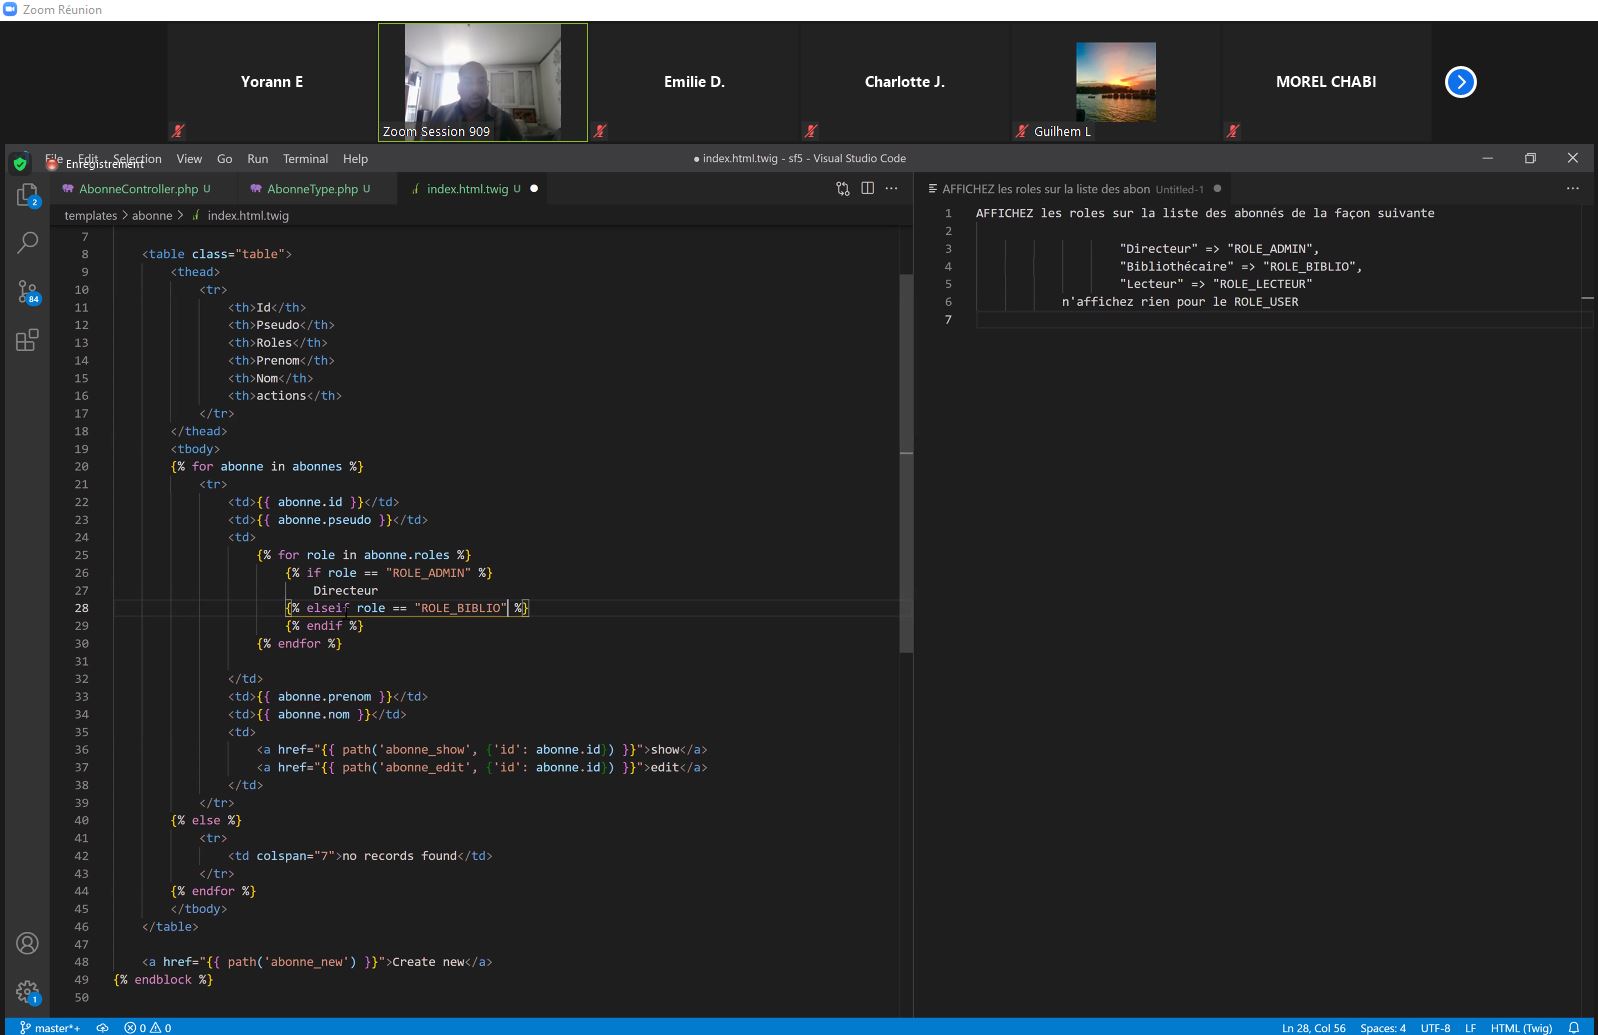 Zoom Réunion
Yorann E
Zoom Session 909
Emilie D.
Charlotte J.
Guilhem L
MOREL CHABI
File Edit Selection View Go Run Terminal Help
Enregistrement
● index.html.twig - sf5 - Visual Studio Code
AbonneController.php U
AbonneType.php U
index.html.twig U
AFFICHEZ les roles sur la liste des abon Untitled-1
templates > abonne > index.html.twig
7
8 <table class="table">
9 <thead>
10 <tr>
11 <th>Id</th>
12 <th>Pseudo</th>
13 <th>Roles</th>
14 <th>Prenom</th>
15 <th>Nom</th>
16 <th>actions</th>
17 </tr>
18 </thead>
19 <tbody>
20 {% for abonne in abonnes %}
21 <tr>
22 <td>{{ abonne.id }}</td>
23 <td>{{ abonne.pseudo }}</td>
24 <td>
25 {% for role in abonne.roles %}
26 {% if role == "ROLE_ADMIN" %}
27 Directeur
28 {% elseif role == "ROLE_BIBLIO" %}
29 {% endif %}
30 {% endfor %}
31
32 </td>
33 <td>{{ abonne.prenom }}</td>
34 <td>{{ abonne.nom }}</td>
35 <td>
36 <a href="{{ path('abonne_show', {'id': abonne.id}) }}">show</a>
37 <a href="{{ path('abonne_edit', {'id': abonne.id}) }}">edit</a>
38 </td>
39 </tr>
40 {% else %}
41 <tr>
42 <td colspan="7">no records found</td>
43 </tr>
44 {% endfor %}
45 </tbody>
46 </table>
47
48 <a href="{{ path('abonne_new') }}">Create new</a>
49 {% endblock %}
50
1 AFFICHEZ les roles sur la liste des abonnés de la façon suivante
2
3 "Directeur" => "ROLE_ADMIN",
4 "Bibliothécaire" => "ROLE_BIBLIO",
5 "Lecteur" => "ROLE_LECTEUR"
6 n'affichez rien pour le ROLE_USER
7
2
84
1
master*+ 0 0
Ln 28, Col 56 Spaces: 4 UTF-8 LF HTML (Twig)